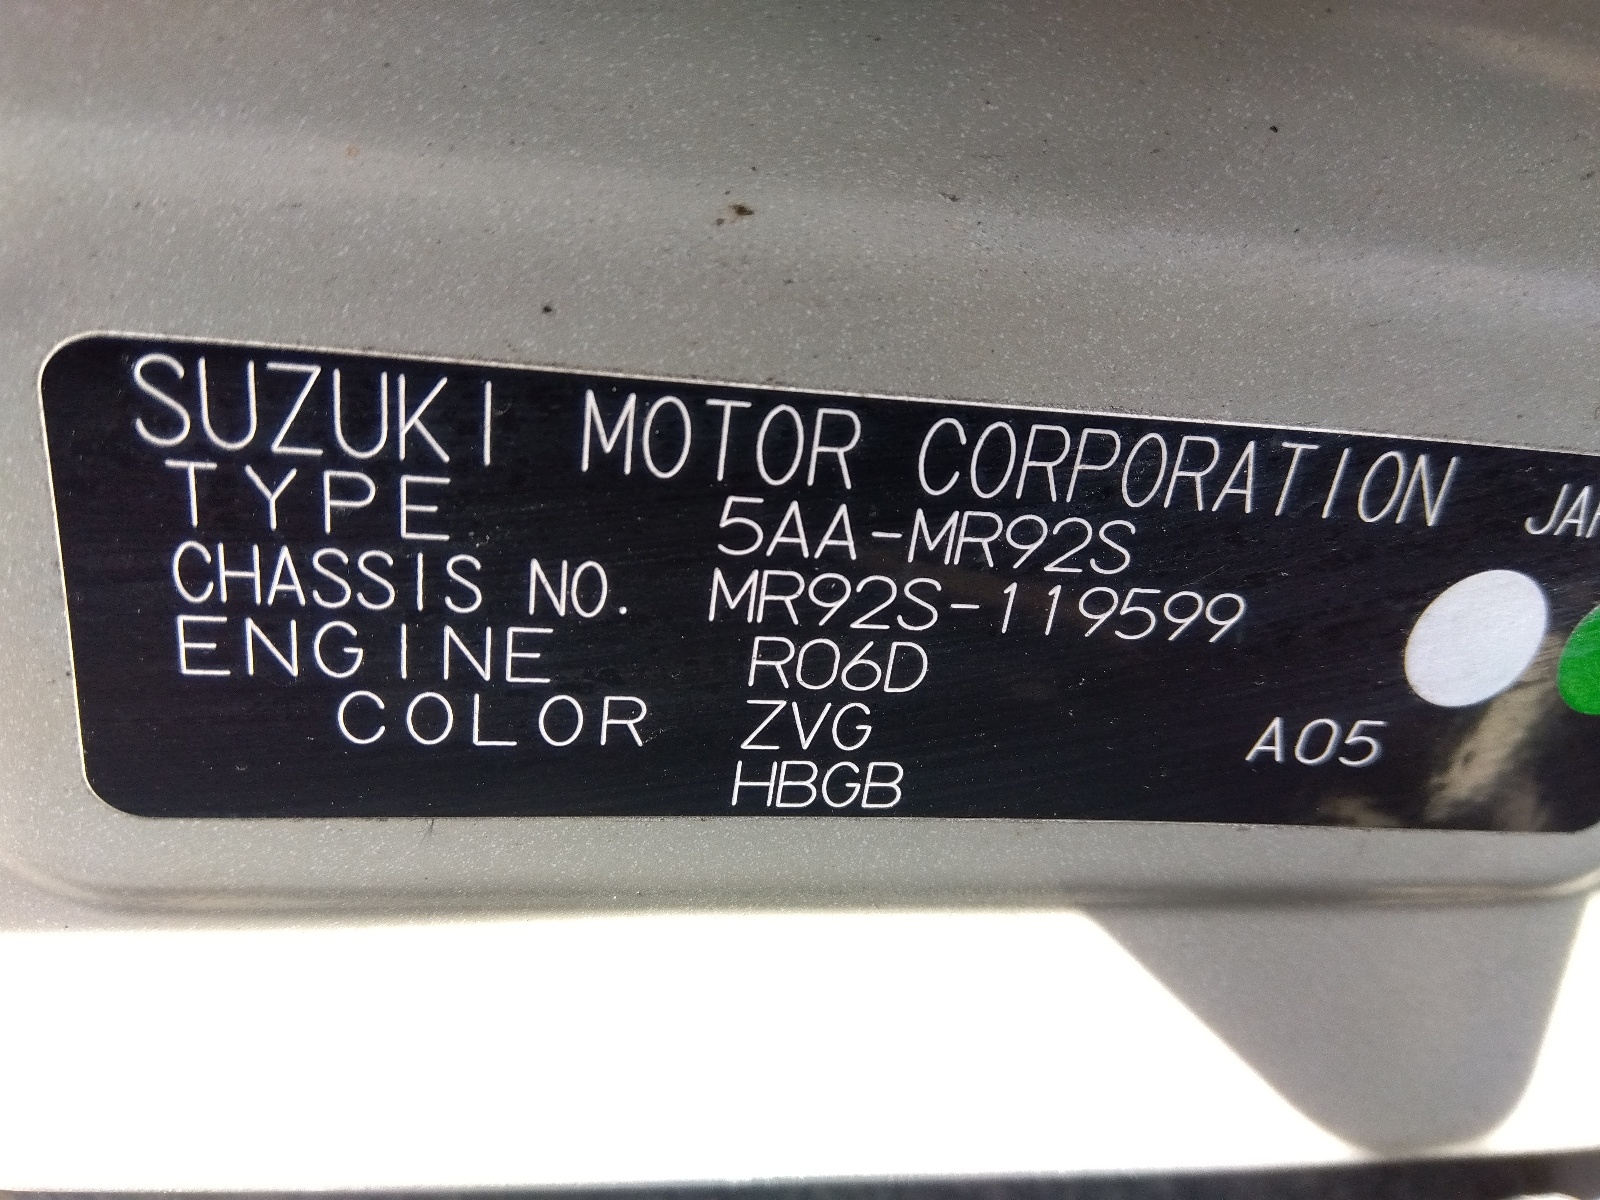 SUZUKI MOTOR CORPORATION
TYPE 5AA-MR92S
CHASSIS NO. MR92S-119599
ENGINE R06D
COLOR ZVG
A05
HBGB